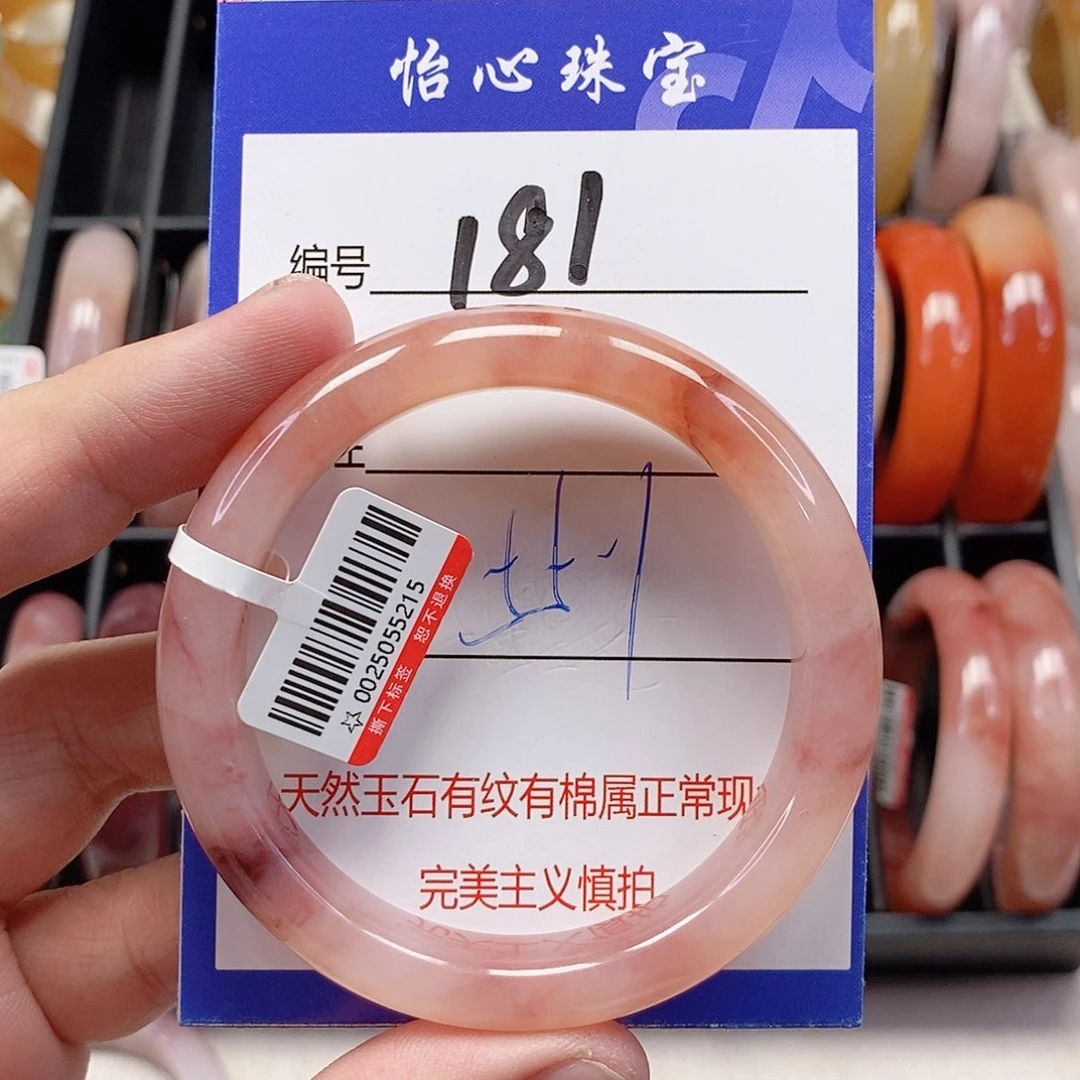 怡心珠宝
编号 181
☆ 0025055215
撕下标签 恕不退换
天然玉石有纹有棉属正常现
完美主义慎拍